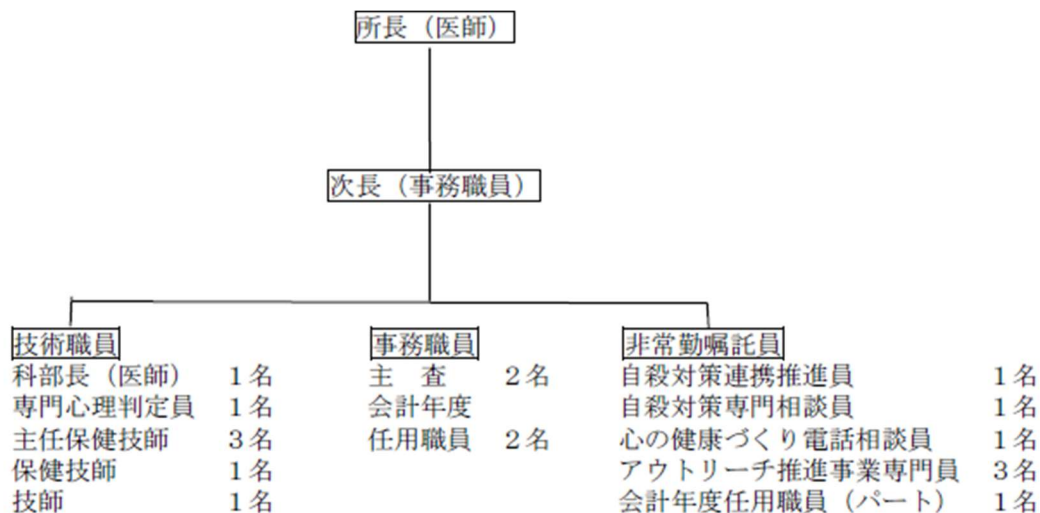 所長（医師）
次長（事務職員）
技術職員
科部長（医師） 1名
専門心理判定員 1名
主任保健技師 3名
保健技師 1名
技師 1名
事務職員
主 査 2名
会計年度
任用職員 2名
非常勤嘱託員
自殺対策連携推進員 1名
自殺対策専門相談員 1名
心の健康づくり電話相談員 1名
アウトリーチ推進事業専門員 3名
会計年度任用職員（パート） 1名